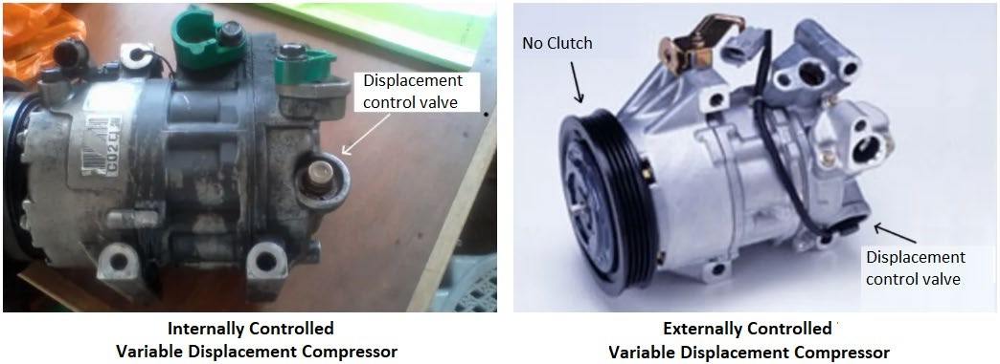 No Clutch
Displacement
control valve
Displacement
control valve
Internally Controlled
Variable Displacement Compressor
Externally Controlled
Variable Displacement Compressor